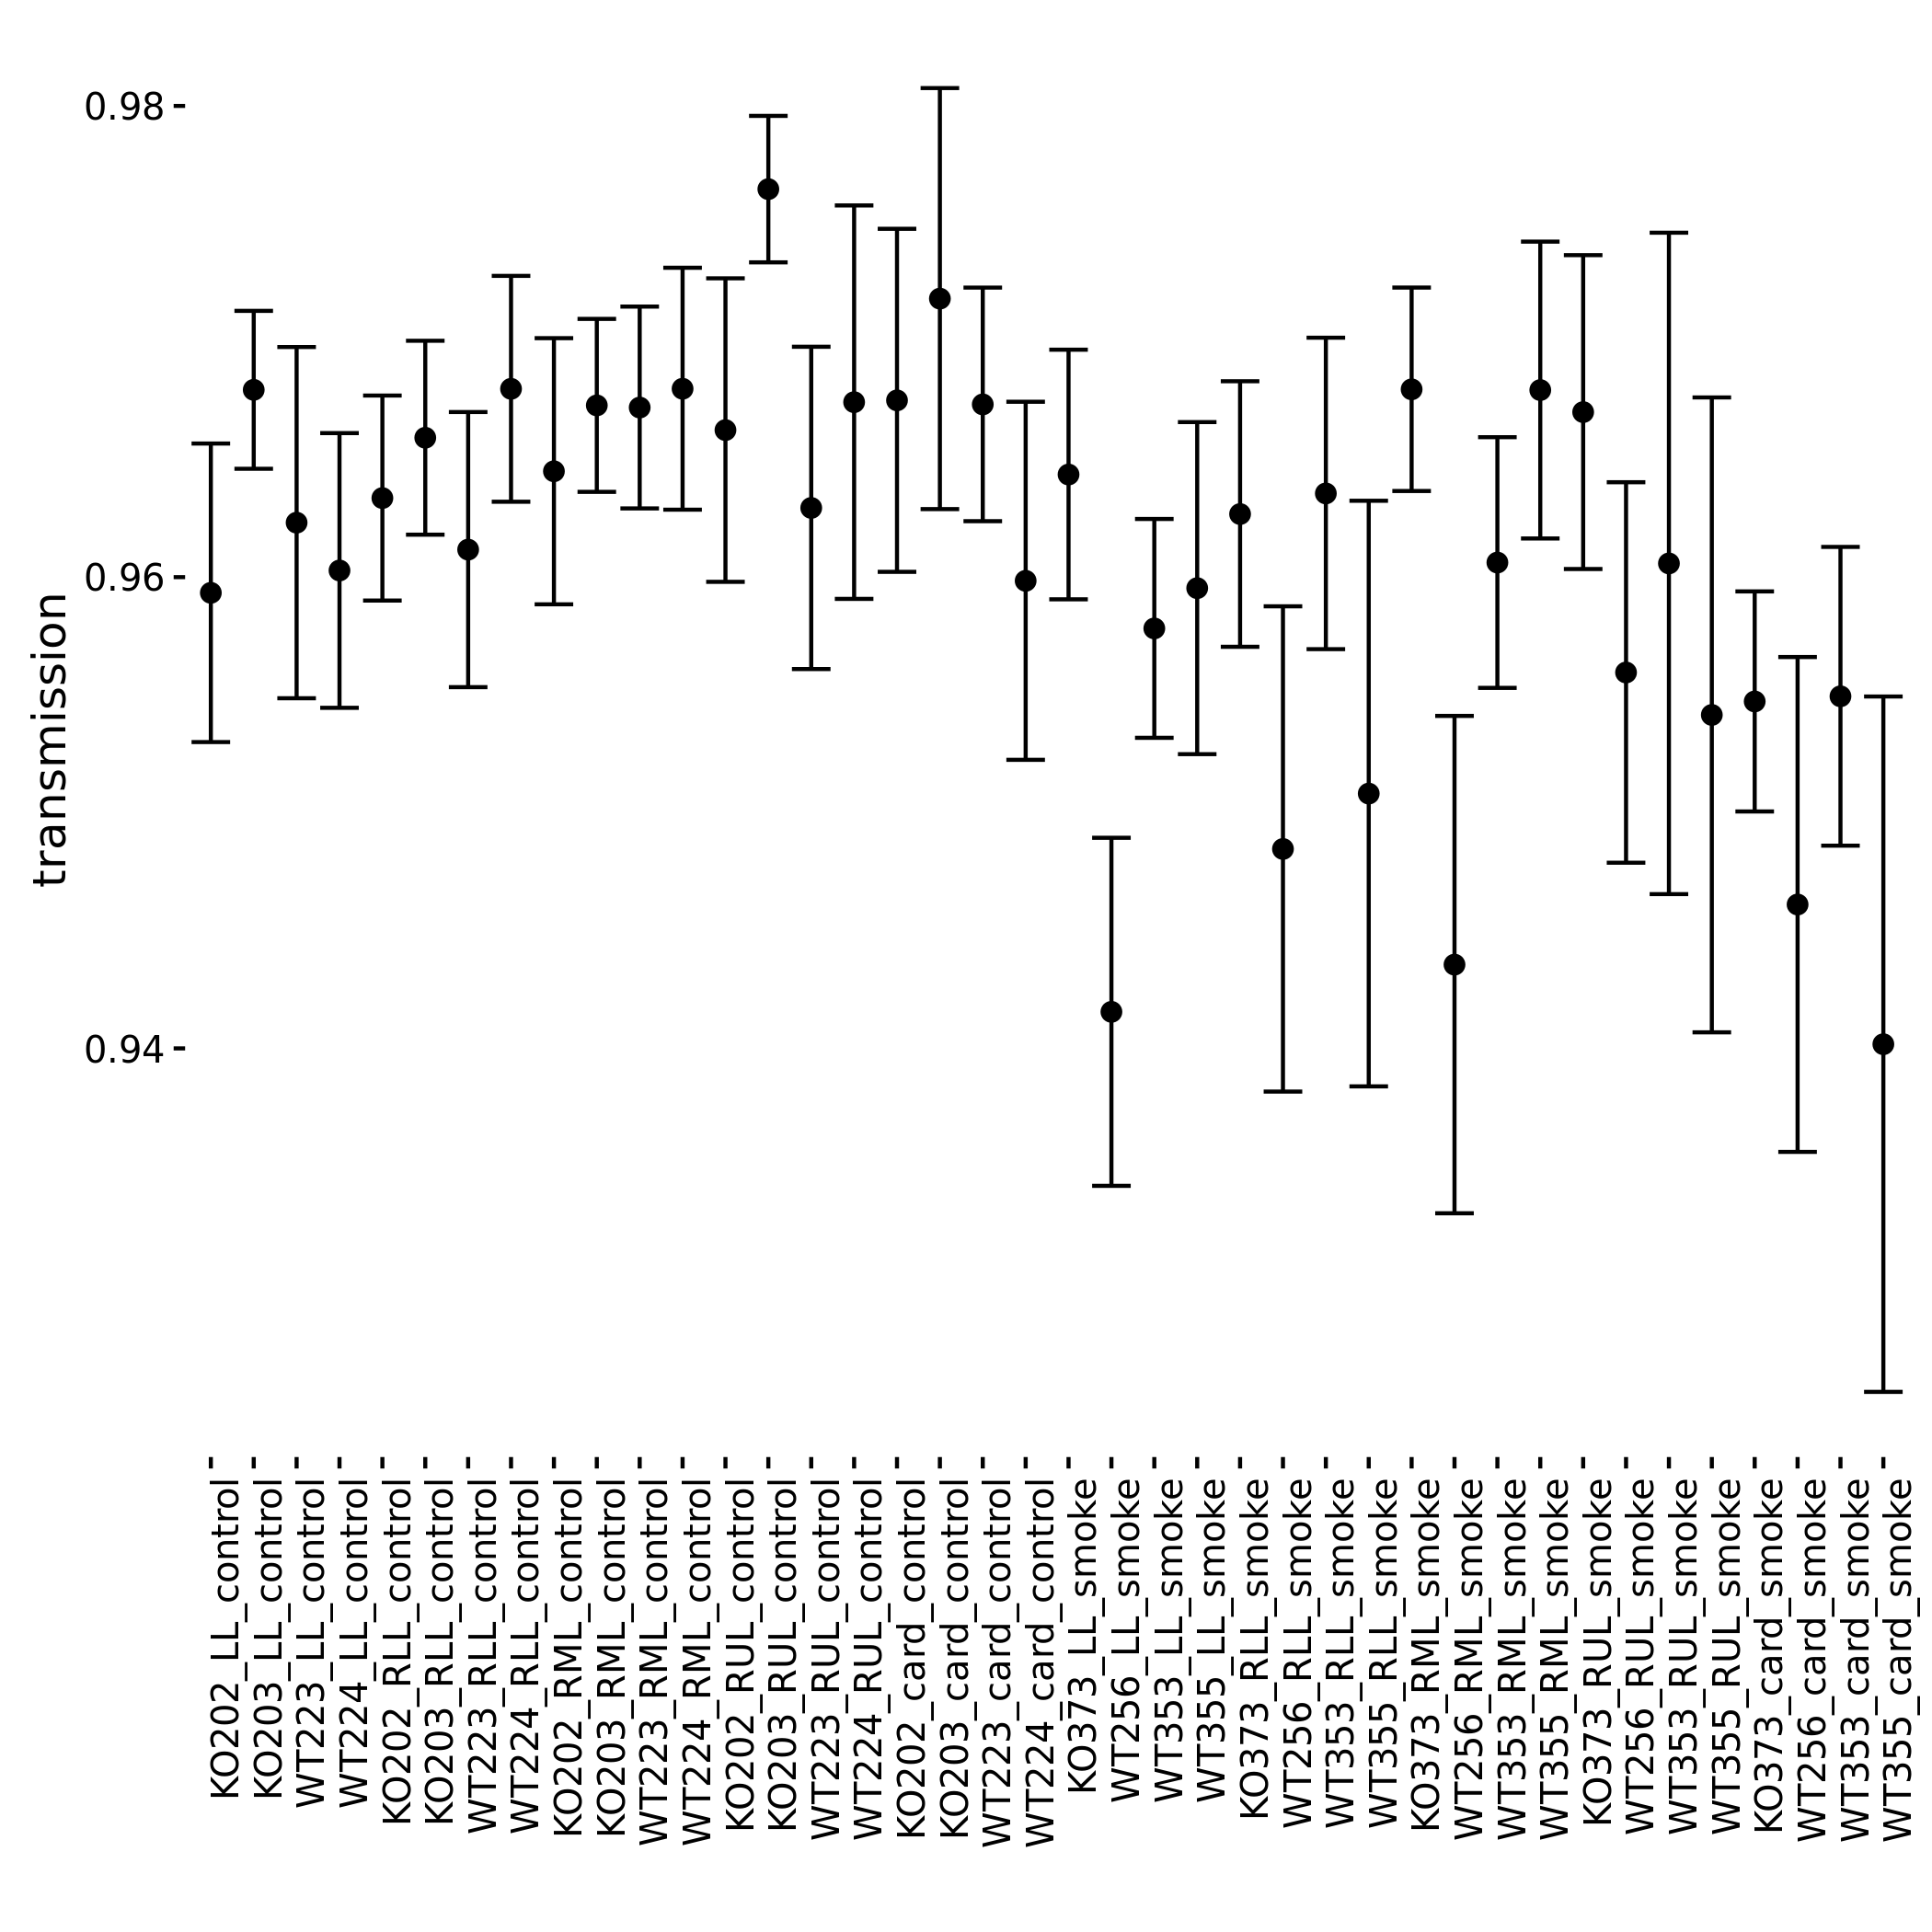 0.98
0.96
0.94
transmission
KO202_LL_control
KO203_LL_control
WT223_LL_control
WT224_LL_control
KO202_RLL_control
KO203_RLL_control
WT223_RLL_control
WT224_RLL_control
KO202_RML_control
KO203_RML_control
WT223_RML_control
WT224_RML_control
KO202_RUL_control
KO203_RUL_control
WT223_RUL_control
WT224_RUL_control
KO202_card_control
KO203_card_control
WT223_card_control
WT224_card_control
KO373_LL_smoke
WT256_LL_smoke
WT353_LL_smoke
WT355_LL_smoke
KO373_RLL_smoke
WT256_RLL_smoke
WT353_RLL_smoke
WT355_RLL_smoke
KO373_RML_smoke
WT256_RML_smoke
WT353_RML_smoke
WT355_RML_smoke
KO373_RUL_smoke
WT256_RUL_smoke
WT353_RUL_smoke
WT355_RUL_smoke
KO373_card_smoke
WT256_card_smoke
WT353_card_smoke
WT355_card_smoke